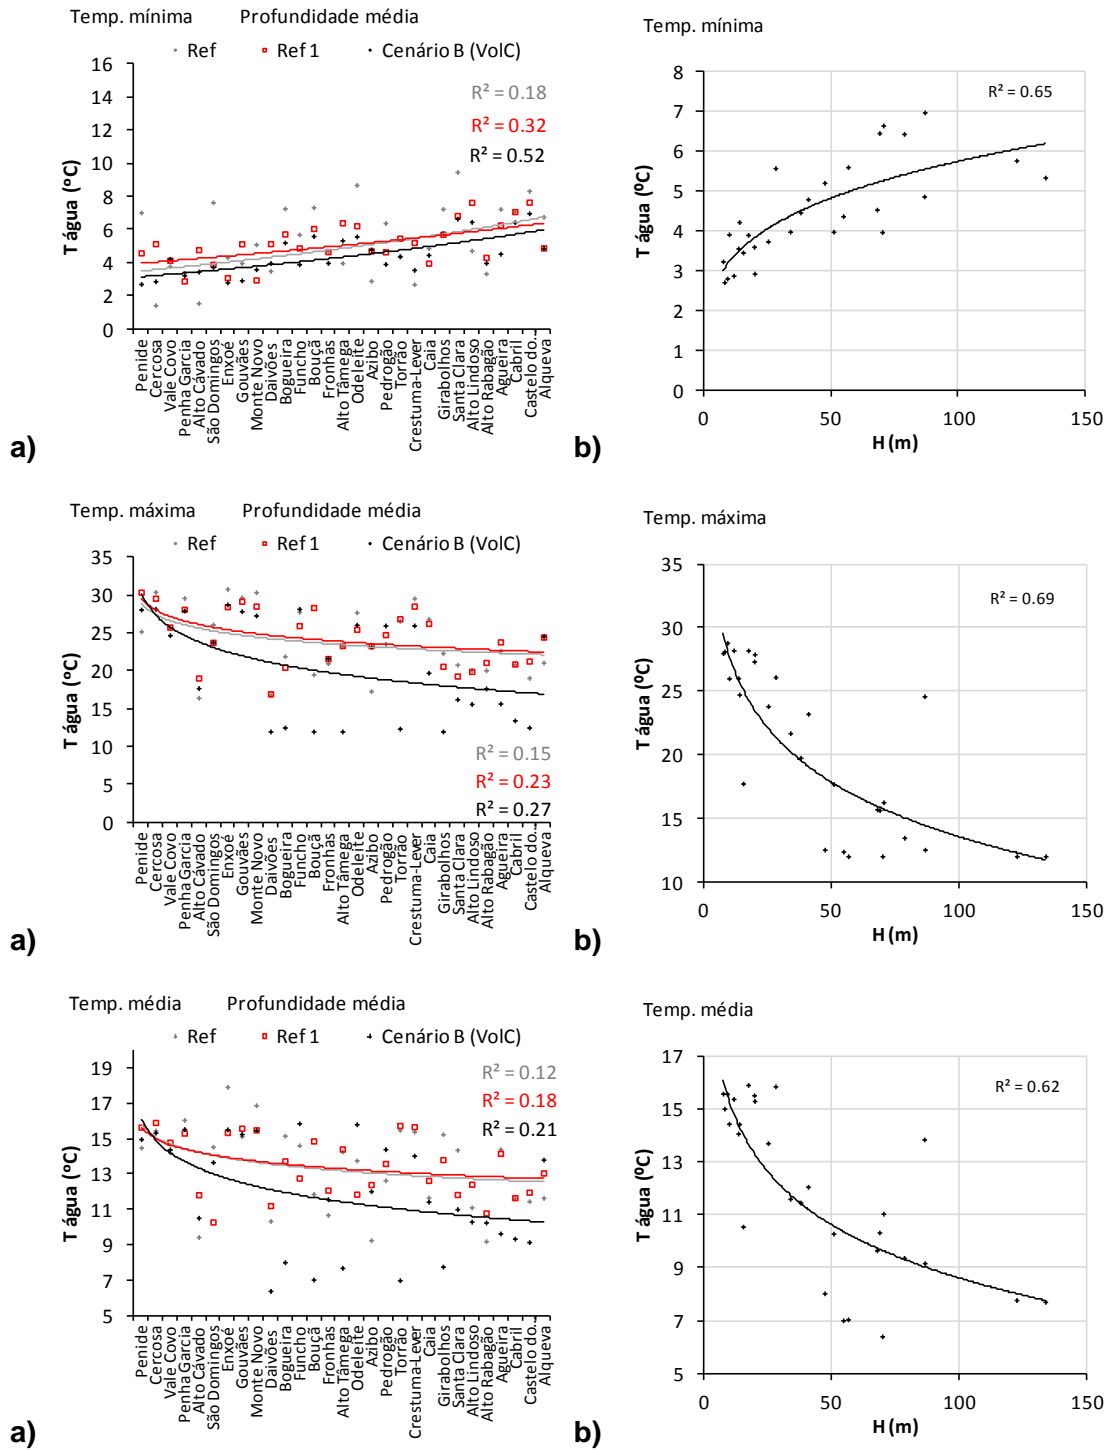 Temp. mínima Profundidade média
Ref Ref 1 Cenário B (VolC)
T água (ºC)
16
14
12
10
8
6
4
2
0
R² = 0.18
R² = 0.32
R² = 0.52
Penide
Cercosa
Vale Covo
Penha Garcia
Alto Cávado
São Domingos
Enxoé
Gouvães
Monte Novo
Daivões
Bogueira
Funcho
Bouçã
Fronhas
Alto Tâmega
Odeleite
Azibo
Pedrogão
Torrão
Crestuma-Lever
Caia
Girabolhos
Santa Clara
Alto Lindoso
Alto Rabagão
Agueira
Cabril
Castelo do...
Alqueva
a)
Temp. mínima
T água (ºC)
8
7
6
5
4
3
2
1
0
R² = 0.65
0 50 100 150
H (m)
b)
Temp. máxima Profundidade média
Ref Ref 1 Cenário B (VolC)
T água (ºC)
35
30
25
20
15
10
5
0
R² = 0.15
R² = 0.23
R² = 0.27
Penide
Cercosa
Vale Covo
Penha Garcia
Alto Cávado
São Domingos
Enxoé
Gouvães
Monte Novo
Daivões
Bogueira
Funcho
Bouçã
Fronhas
Alto Tâmega
Odeleite
Azibo
Pedrogão
Torrão
Crestuma-Lever
Caia
Girabolhos
Santa Clara
Alto Lindoso
Alto Rabagão
Agueira
Cabril
Castelo do...
Alqueva
a)
Temp. máxima
T água (ºC)
35
30
25
20
15
10
R² = 0.69
0 50 100 150
H (m)
b)
Temp. média Profundidade média
Ref Ref 1 Cenário B (VolC)
T água (ºC)
19
17
15
13
11
9
7
5
R² = 0.12
R² = 0.18
R² = 0.21
Penide
Cercosa
Vale Covo
Penha Garcia
Alto Cávado
São Domingos
Enxoé
Gouvães
Monte Novo
Daivões
Bogueira
Funcho
Bouçã
Fronhas
Alto Tâmega
Odeleite
Azibo
Pedrogão
Torrão
Crestuma-Lever
Caia
Girabolhos
Santa Clara
Alto Lindoso
Alto Rabagão
Agueira
Cabril
Castelo do...
Alqueva
a)
Temp. média
T água (ºC)
17
15
13
11
9
7
5
R² = 0.62
0 50 100 150
H (m)
b)